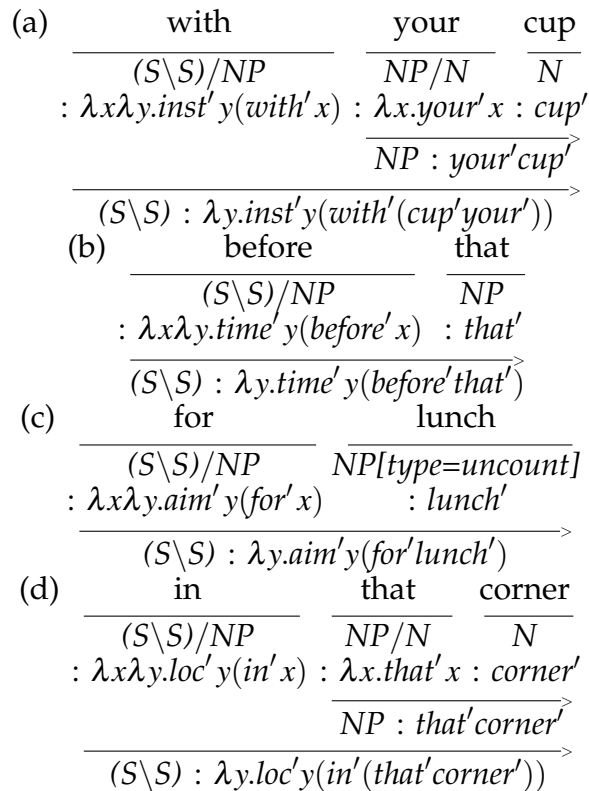 (a) with your cup
(S\S)/NP NP/N N
: λxλy.inst′y(with′x) : λx.your′x : cup′
>
NP : your′cup′
>
(S\S) : λy.inst′y(with′(cup′your′))
(b) before that
(S\S)/NP NP
: λxλy.time′y(before′x) : that′
>
(S\S) : λy.time′y(before′that′)
(c) for lunch
(S\S)/NP NP[type=uncount]
: λxλy.aim′y(for′x) : lunch′
>
(S\S) : λy.aim′y(for′lunch′)
(d) in that corner
(S\S)/NP NP/N N
: λxλy.loc′y(in′x) : λx.that′x : corner′
>
NP : that′corner′
>
(S\S) : λy.loc′y(in′(that′corner′))